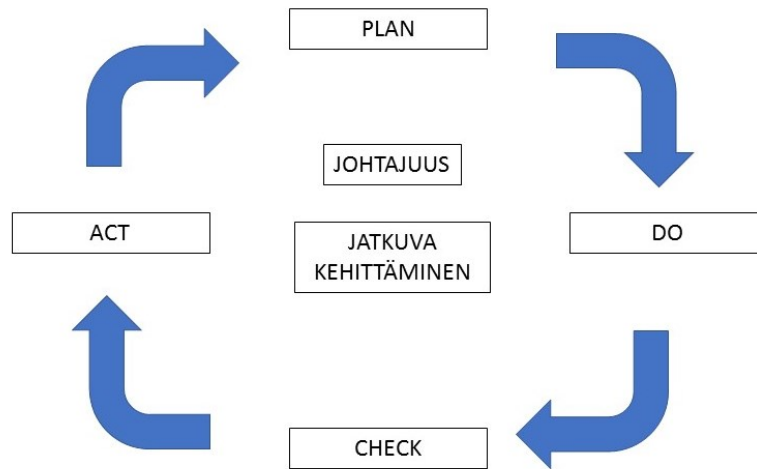 PLAN
JOHTAJUUS
ACT
JATKUVA
KEHITTÄMINEN
DO
CHECK